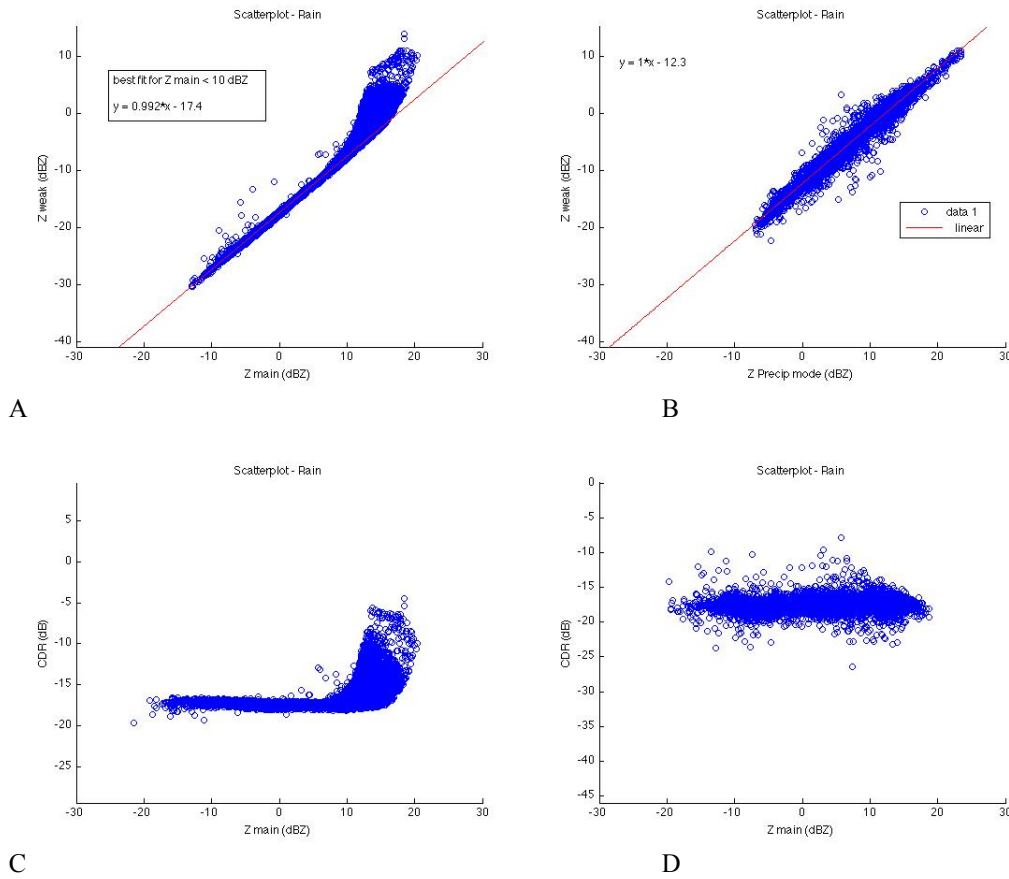 Scatterplot - Rain
10
0
-10
-20
-30
-40
Z weak (dBZ)
best fit for Z main < 10 dBZ
y = 0.992*x - 17.4
-30 -20 -10 0 10 20 30
Z main (dBZ)
A
Scatterplot - Rain
10
0
-10
-20
-30
-40
Z weak (dBZ)
y = 1*x - 12.3
data 1
linear
-30 -20 -10 0 10 20 30
Z Precip mode (dBZ)
B
Scatterplot - Rain
5
0
-5
-10
-15
-20
-25
CDR (dB)
-30 -20 -10 0 10 20 30
Z main (dBZ)
C
Scatterplot - Rain
0
-5
-10
-15
-20
-25
-30
-35
-40
-45
CDR (dB)
-30 -20 -10 0 10 20 30
Z main (dBZ)
D